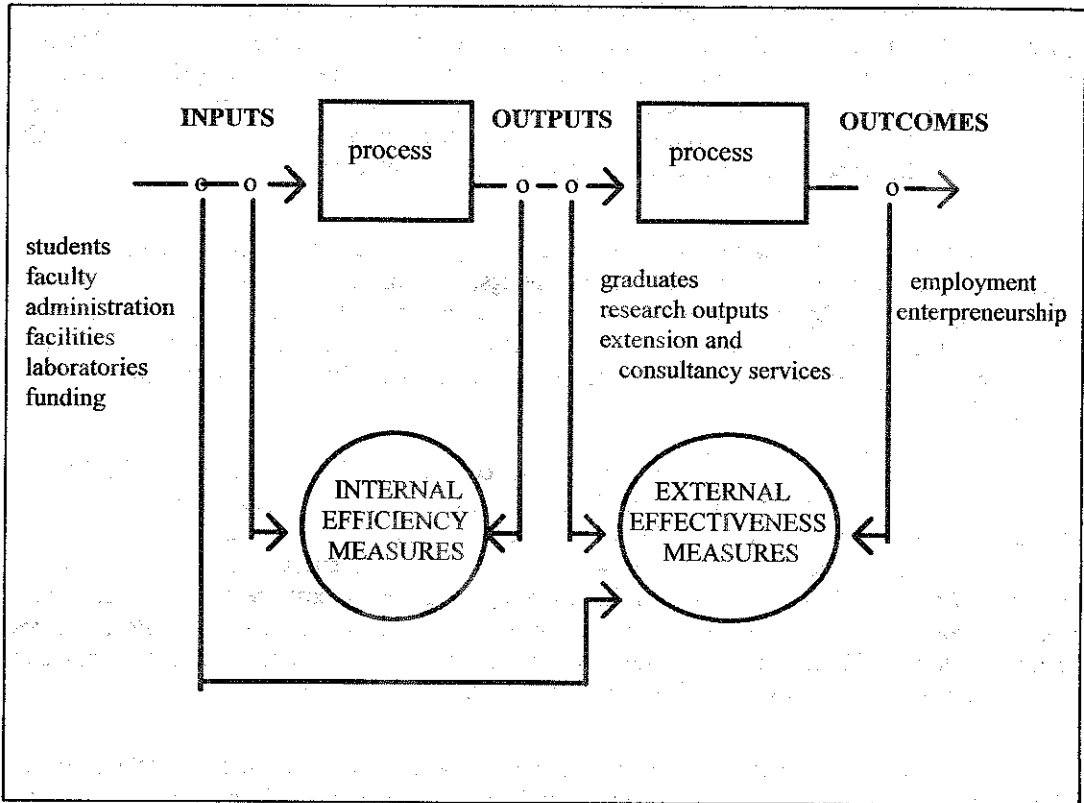 INPUTS
process
OUTPUTS
process
OUTCOMES
students
faculty
administration
facilities
laboratories
funding
graduates
research outputs
extension and
consultancy services
employment
enterpreneurship
INTERNAL
EFFICIENCY
MEASURES
EXTERNAL
EFFECTIVENESS
MEASURES